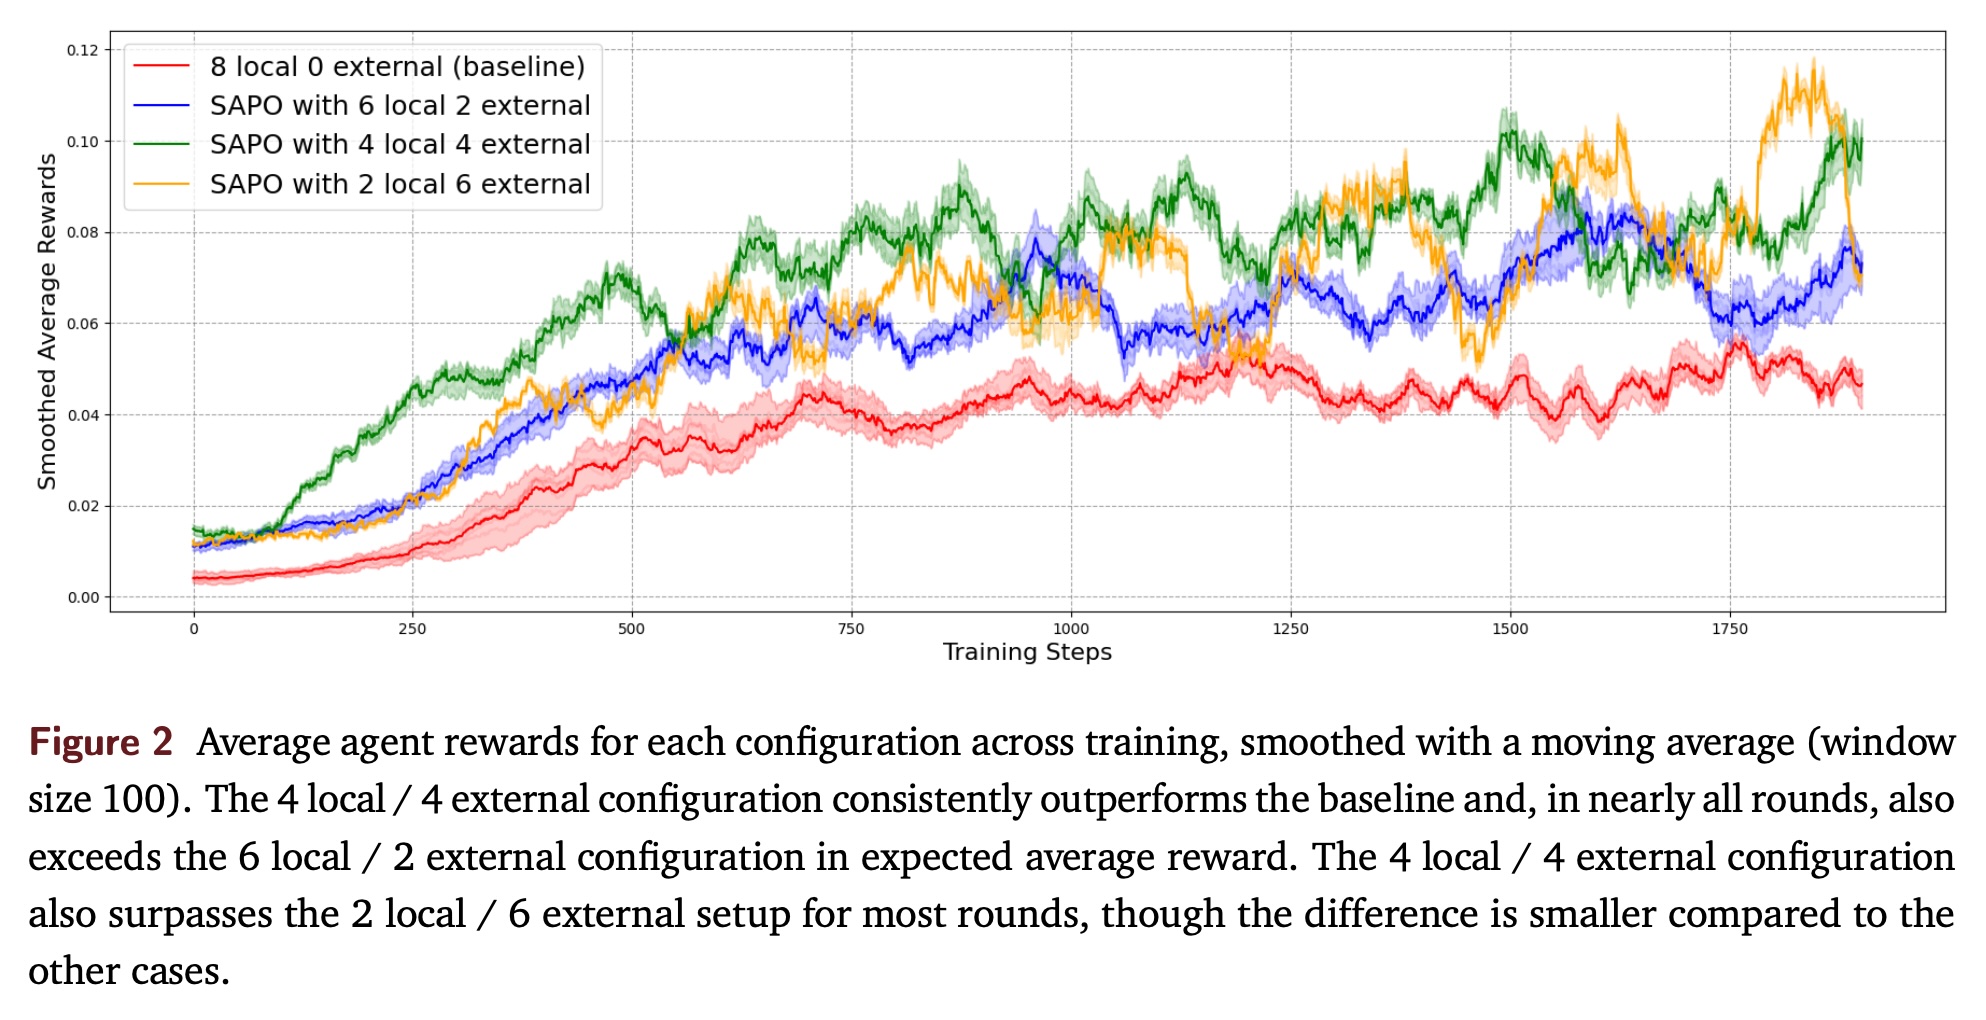 0.12
0.10
0.08
0.06
0.04
0.02
0.00
Smoothed Average Rewards
8 local 0 external (baseline)
SAPO with 6 local 2 external
SAPO with 4 local 4 external
SAPO with 2 local 6 external
0 250 500 750 1000 1250 1500 1750
Training Steps
Figure 2 Average agent rewards for each configuration across training, smoothed with a moving average (window
size 100). The 4 local / 4 external configuration consistently outperforms the baseline and, in nearly all rounds, also
exceeds the 6 local / 2 external configuration in expected average reward. The 4 local / 4 external configuration
also surpasses the 2 local / 6 external setup for most rounds, though the difference is smaller compared to the
other cases.